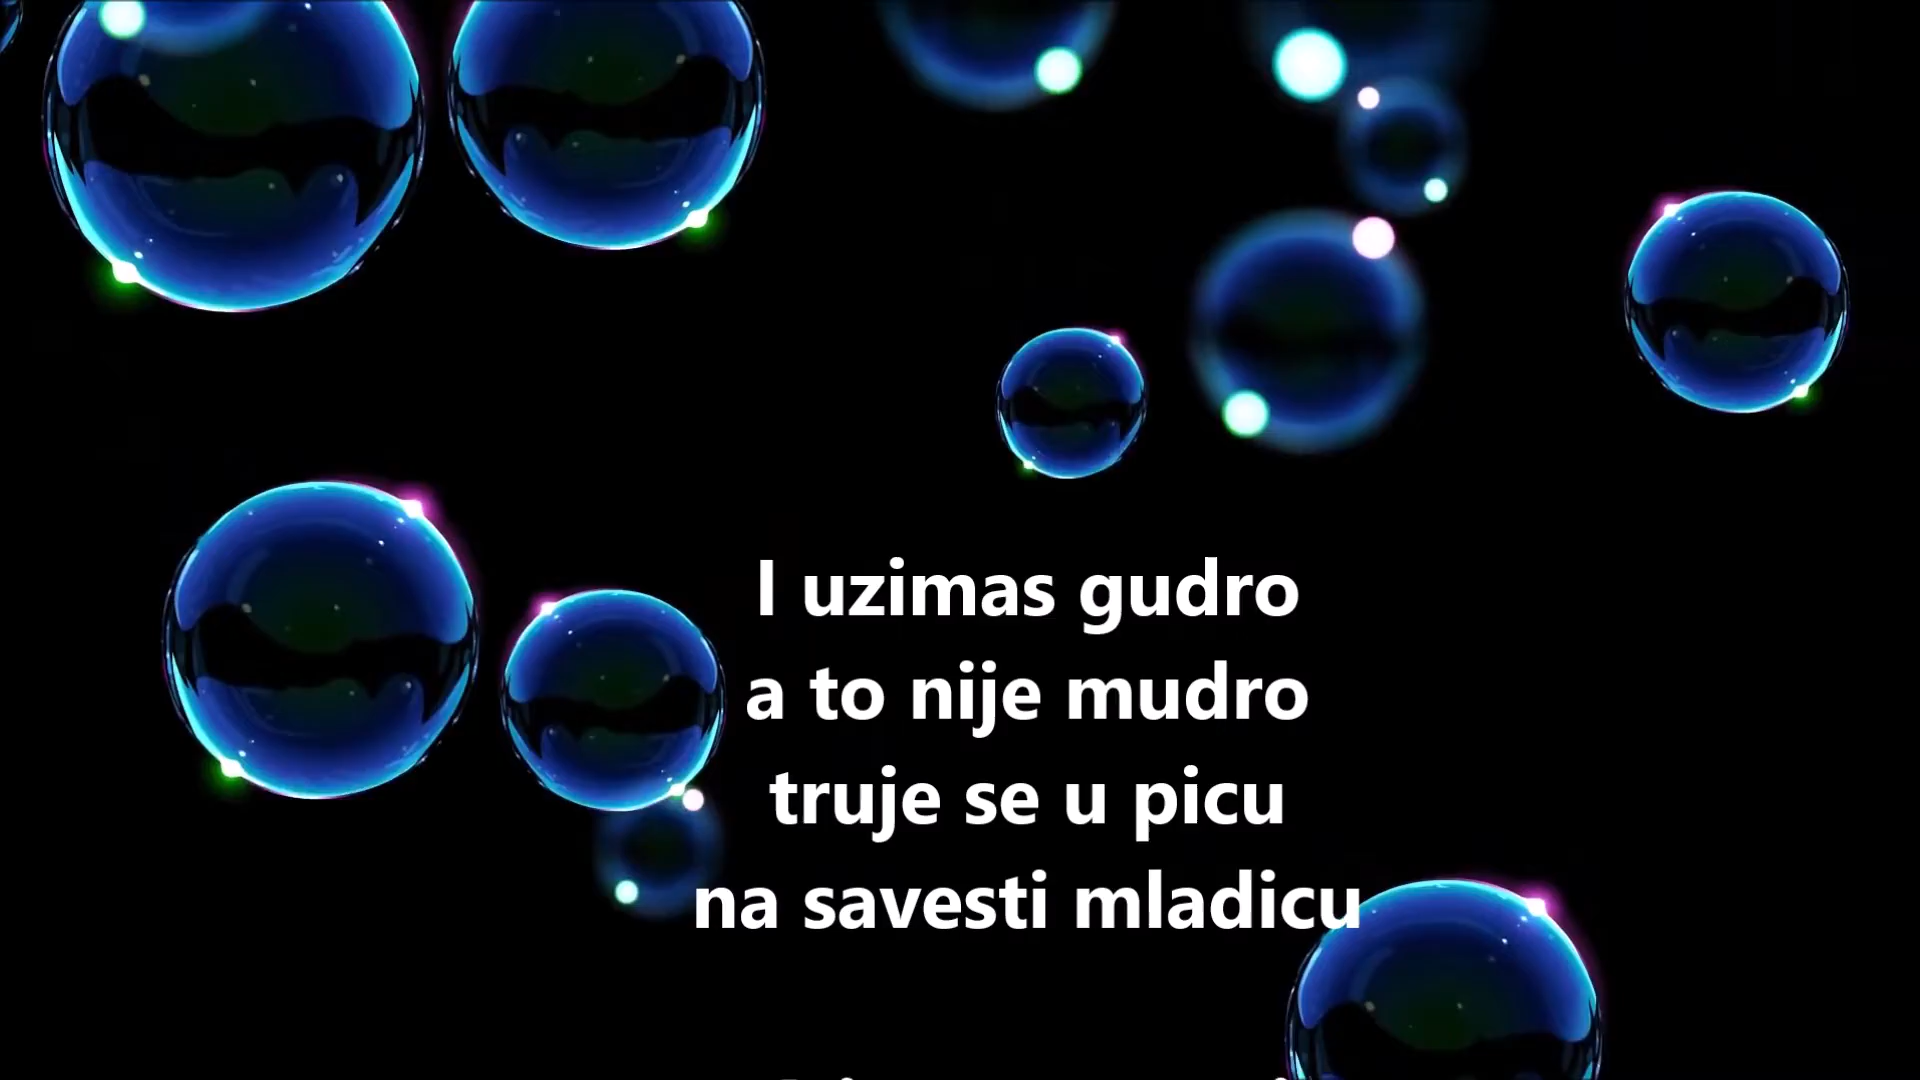 I uzimas gudro
a to nije mudro
truje se u picu
na savesti mladicu